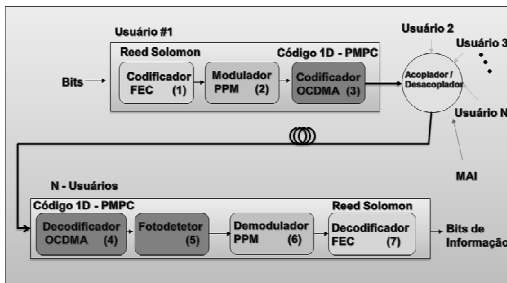 Usuário #1
Usuário 2
Reed Solomon
Código 1D - PMPC
Usuário 3
Bits
Codificador
FEC (1)
Modulador
PPM (2)
Codificador
OCDMA (3)
Acoplador /
Desacoplador
Usuário N
MAI
N - Usuários
Código 1D - PMPC
Reed Solomon
Decodificador
OCDMA (4)
Fotodetetor
(5)
Demodulador
PPM (6)
Decodificador
FEC (7)
Bits de
Informação